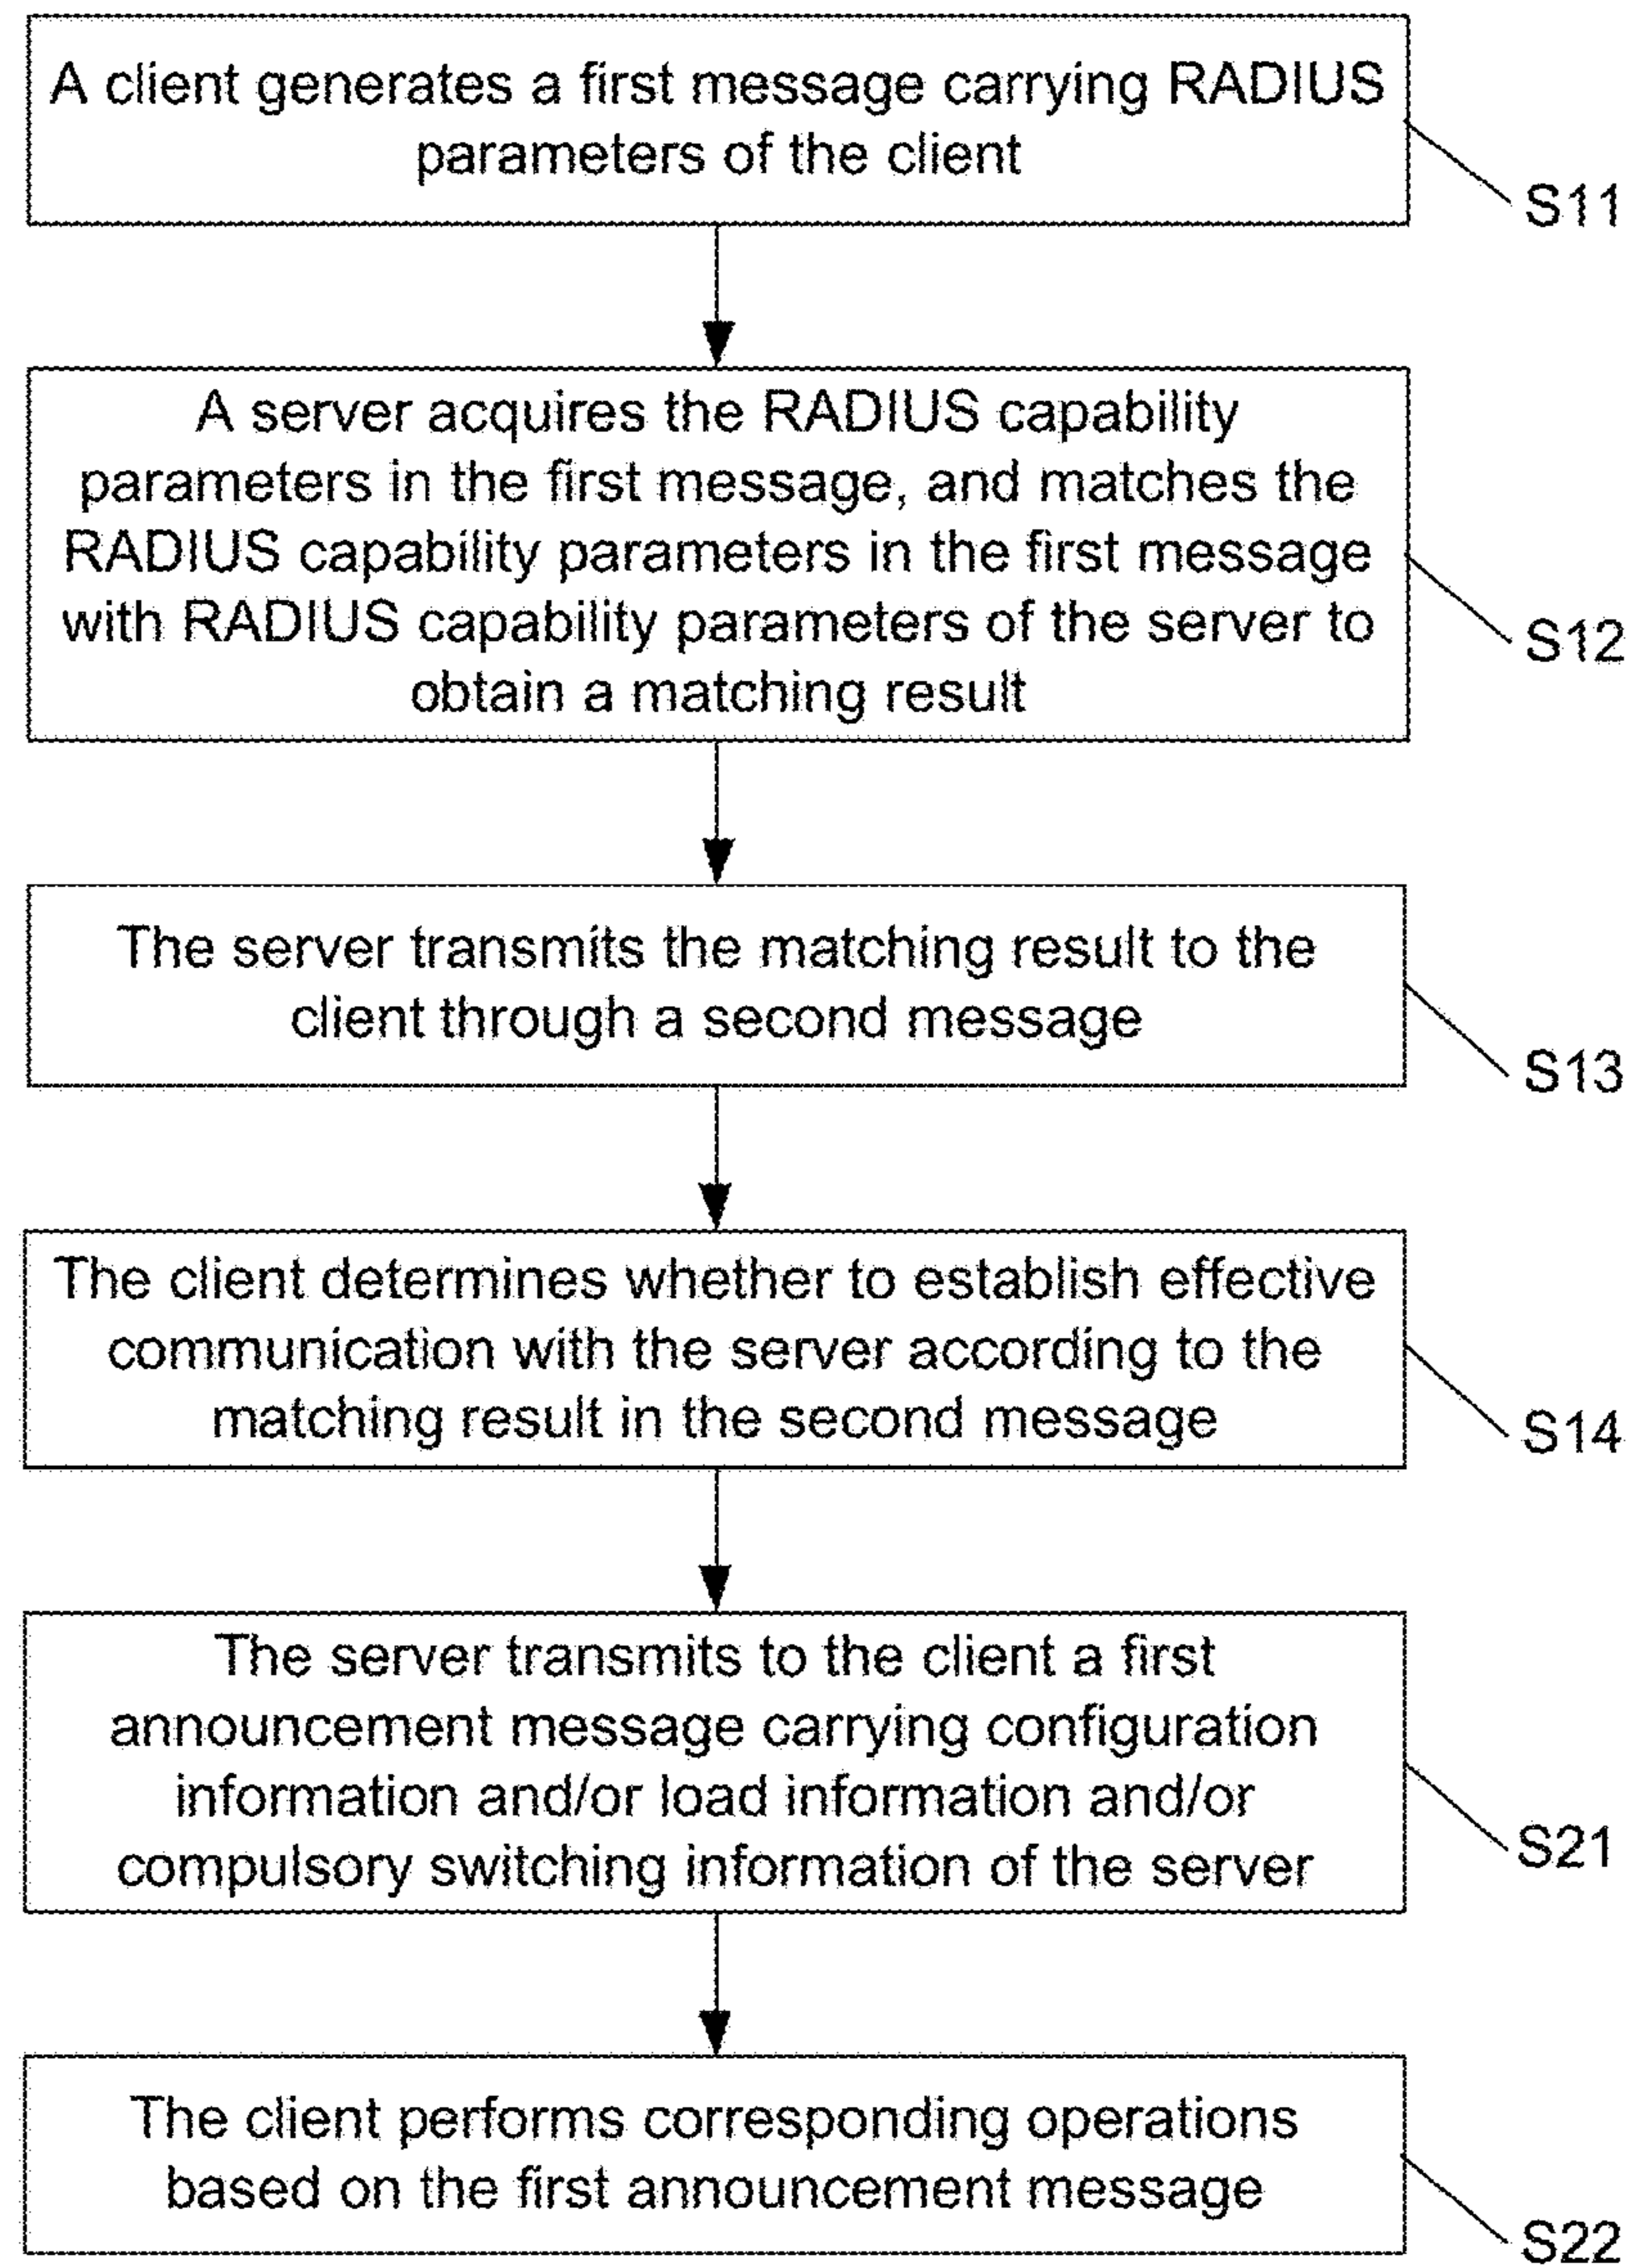 A client generates a first message carrying RADIUS
parameters of the client
S11
A server acquires the RADIUS capability
parameters in the first message, and matches the
RADIUS capability parameters in the first message
with RADIUS capability parameters of the server to
obtain a matching result
S12
The server transmits the matching result to the
client through a second message
S13
The client determines whether to establish effective
communication with the server according to the
matching result in the second message
S14
The server transmits to the client a first
announcement message carrying configuration
information and/or load information and/or
compulsory switching information of the server
S21
The client performs corresponding operations
based on the first announcement message
S22